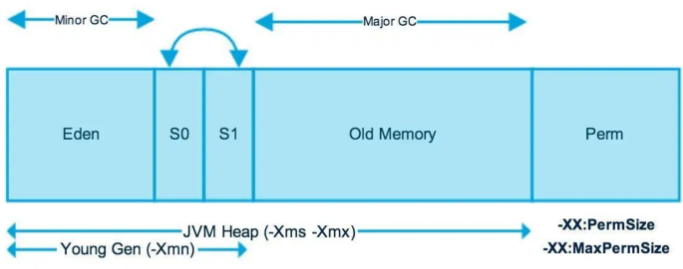 Minor GC
Major GC
Eden
S0
S1
Old Memory
Perm
JVM Heap (-Xms -Xmx)
-XX:PermSize
Young Gen (-Xmn)
-XX:MaxPermSize